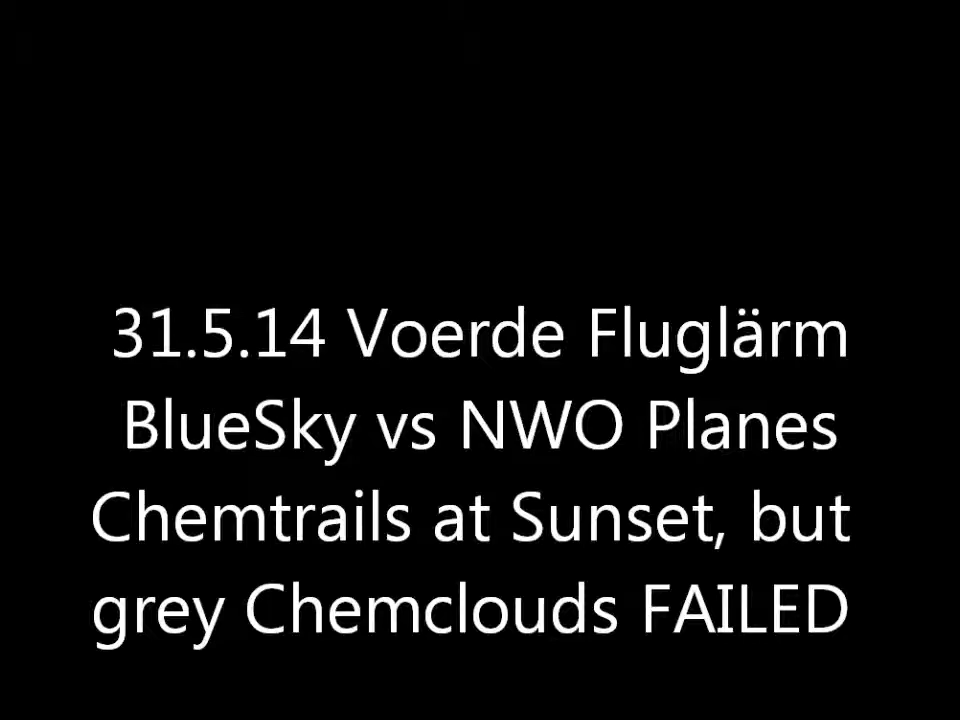 31.5.14 Voerde Fluglärm
BlueSky vs NWO Planes
Chemtrails at Sunset, but
grey Chemclouds FAILED